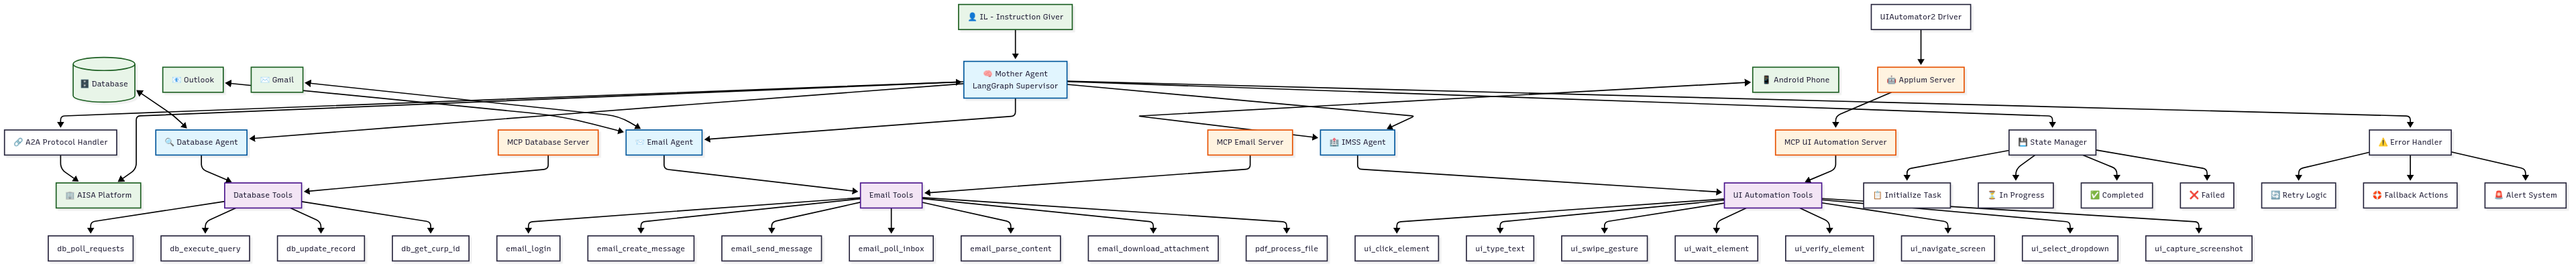 👤 IL - Instruction Giver
UIAutomator2 Driver
🗄️ Database
📧 Outlook
✉️ Gmail
🧠 Mother Agent
LangGraph Supervisor
📱 Android Phone
🤖 Appium Server
🔗 A2A Protocol Handler
🔍 Database Agent
MCP Database Server
📨 Email Agent
MCP Email Server
🏥 IMSS Agent
MCP UI Automation Server
💾 State Manager
⚠️ Error Handler
🏢 AISA Platform
Database Tools
Email Tools
UI Automation Tools
📋 Initialize Task
⏳ In Progress
✅ Completed
❌ Failed
🔄 Retry Logic
🛟 Fallback Actions
🚨 Alert System
db_poll_requests
db_execute_query
db_update_record
db_get_curp_id
email_login
email_create_message
email_send_message
email_poll_inbox
email_parse_content
email_download_attachment
pdf_process_file
ui_click_element
ui_type_text
ui_swipe_gesture
ui_wait_element
ui_verify_element
ui_navigate_screen
ui_select_dropdown
ui_capture_screenshot